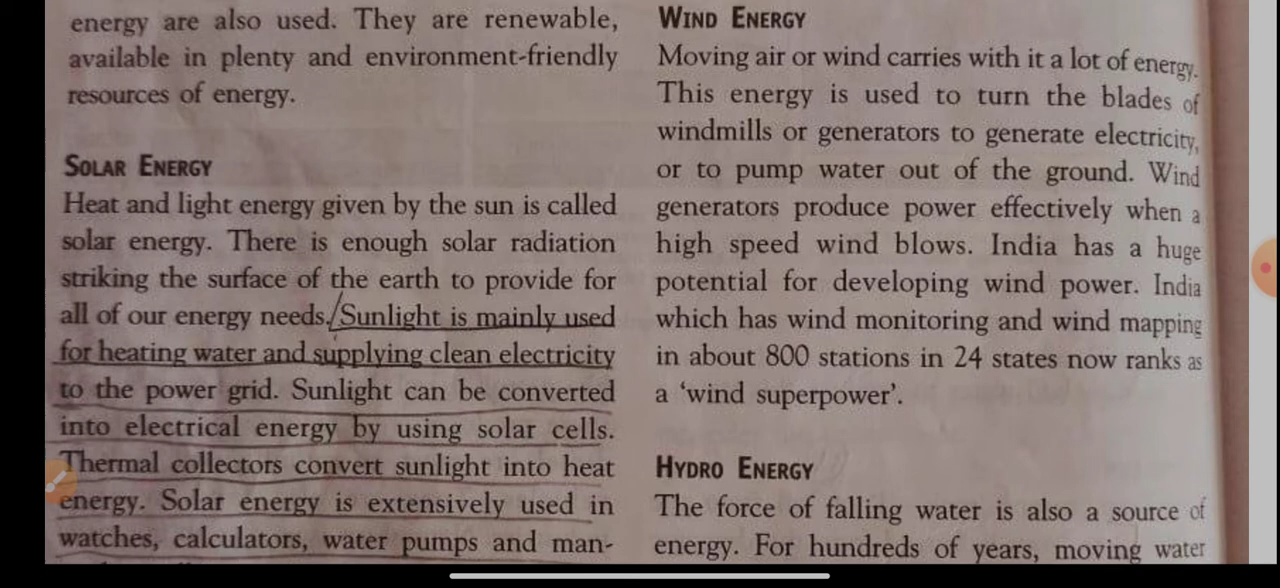 energy are also used. They are renewable,
available in plenty and environment-friendly
resources of energy.
SOLAR ENERGY
Heat and light energy given by the sun is called
solar energy. There is enough solar radiation
striking the surface of the earth to provide for
all of our energy needs. Sunlight is mainly used
for heating water and supplying clean electricity
to the power grid. Sunlight can be converted
into electrical energy by using solar cells.
Thermal collectors convert sunlight into heat
energy. Solar energy is extensively used in
watches, calculators, water pumps and man-
WIND ENERGY
Moving air or wind carries with it a lot of energy.
This energy is used to turn the blades of
windmills or generators to generate electricity,
or to pump water out of the ground. Wind
generators produce power effectively when a
high speed wind blows. India has a huge
potential for developing wind power. India
which has wind monitoring and wind mapping
in about 800 stations in 24 states now ranks as
a ‘wind superpower’.
HYDRO ENERGY
The force of falling water is also a source of
energy. For hundreds of years, moving water